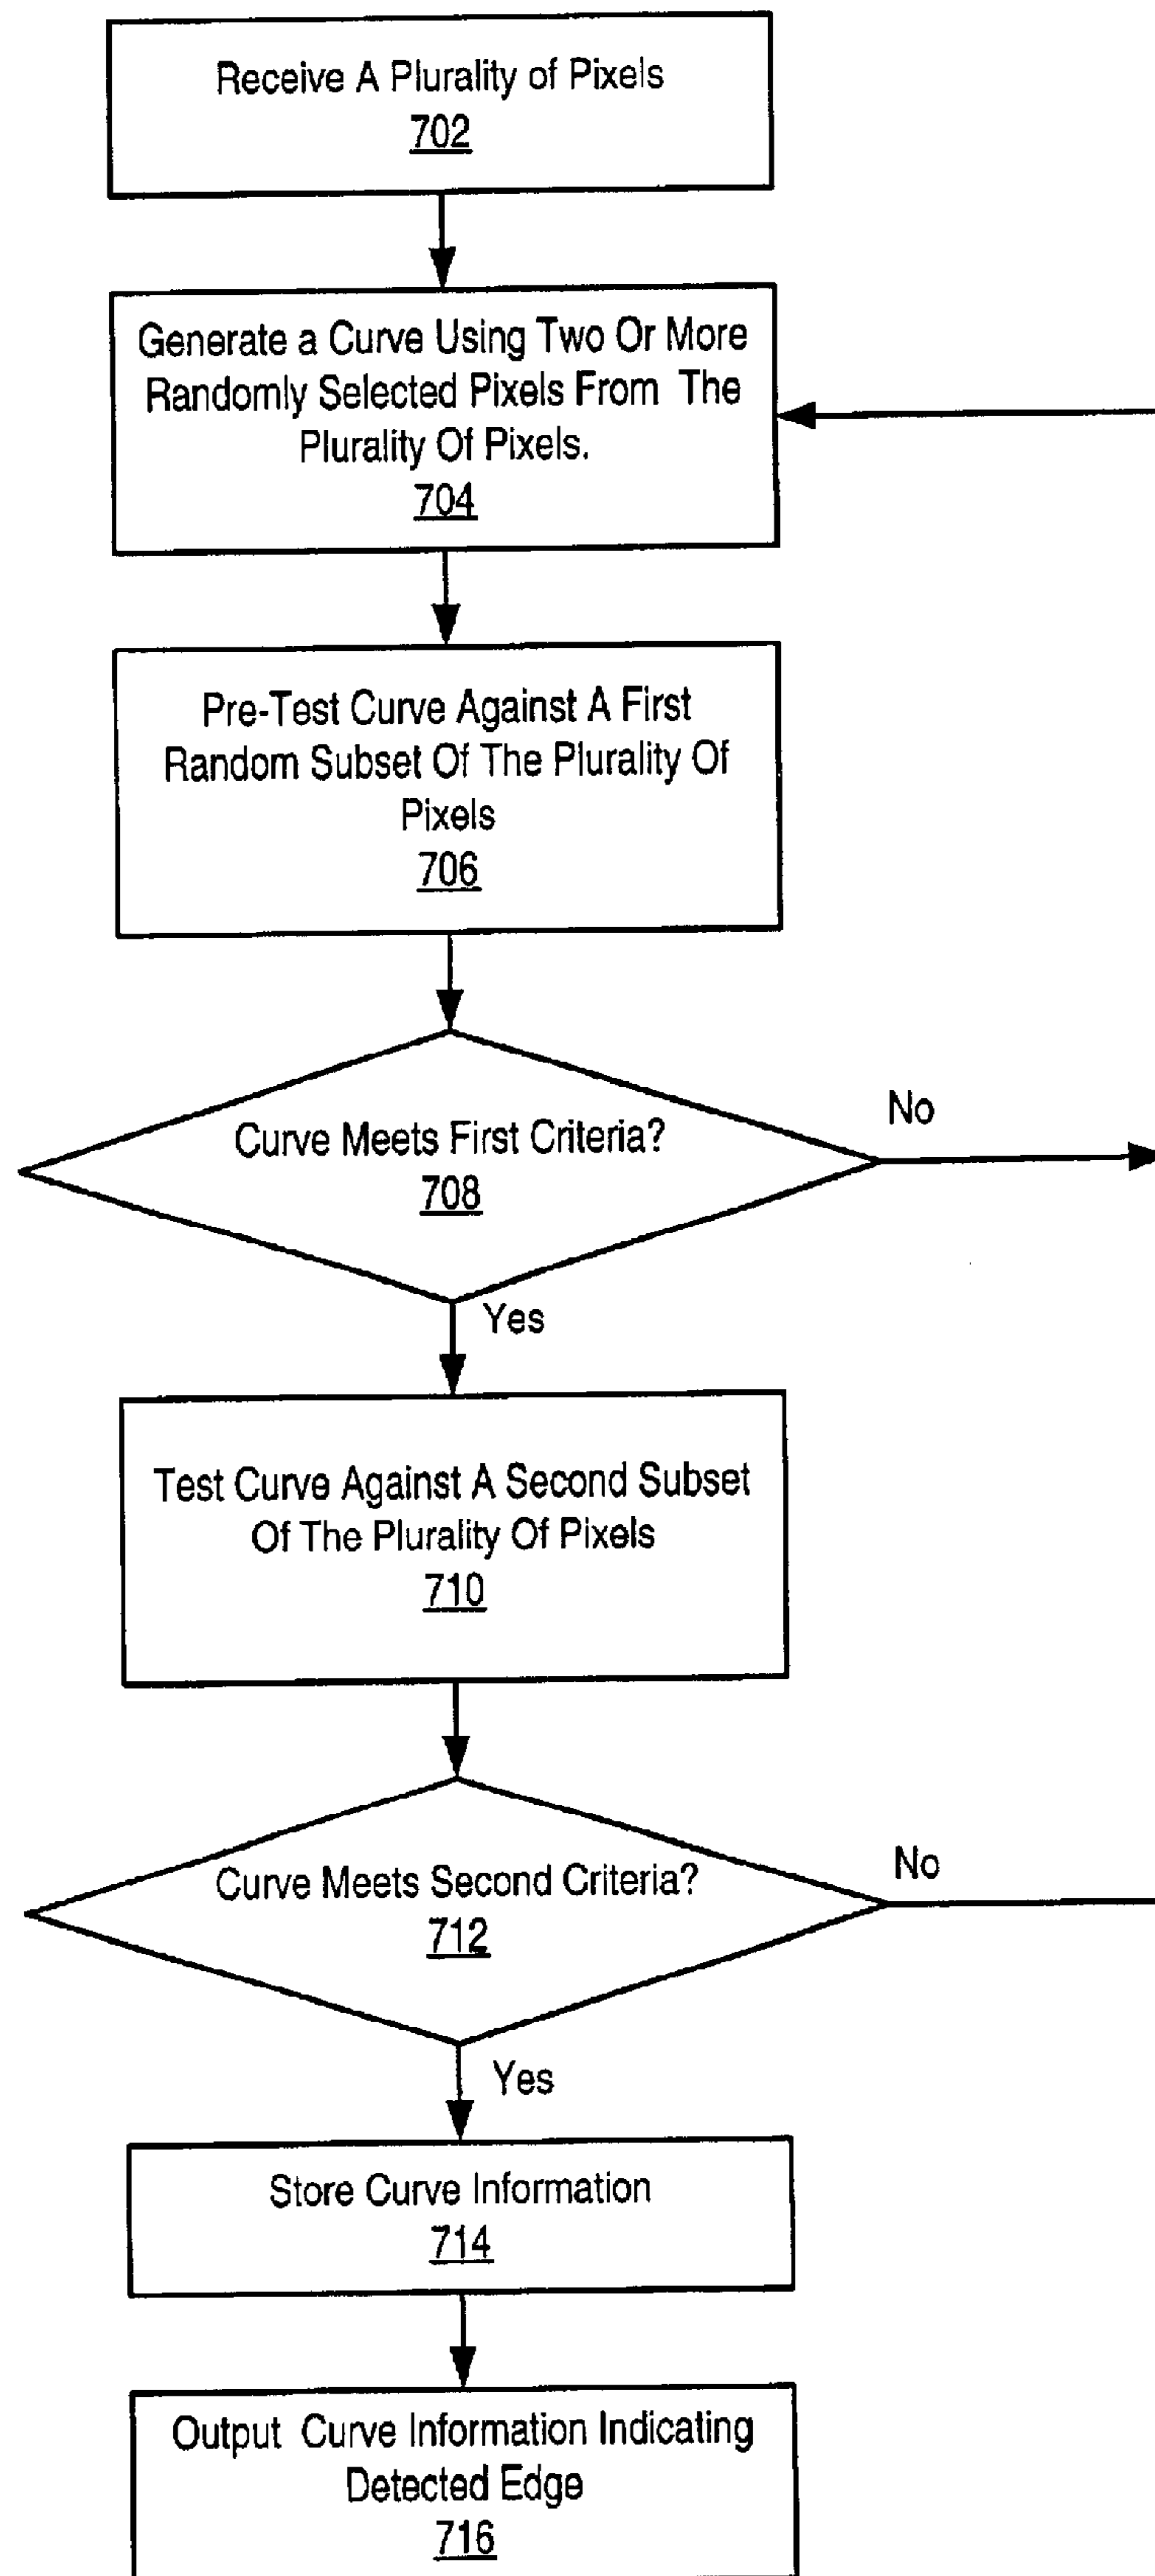 Receive A Plurality of Pixels
702
Generate a Curve Using Two Or More
Randomly Selected Pixels From The
Plurality Of Pixels.
704
Pre-Test Curve Against A First
Random Subset Of The Plurality Of
Pixels
706
Curve Meets First Criteria?
708
No
Yes
Test Curve Against A Second Subset
Of The Plurality Of Pixels
710
Curve Meets Second Criteria?
712
No
Yes
Store Curve Information
714
Output Curve Information Indicating
Detected Edge
716